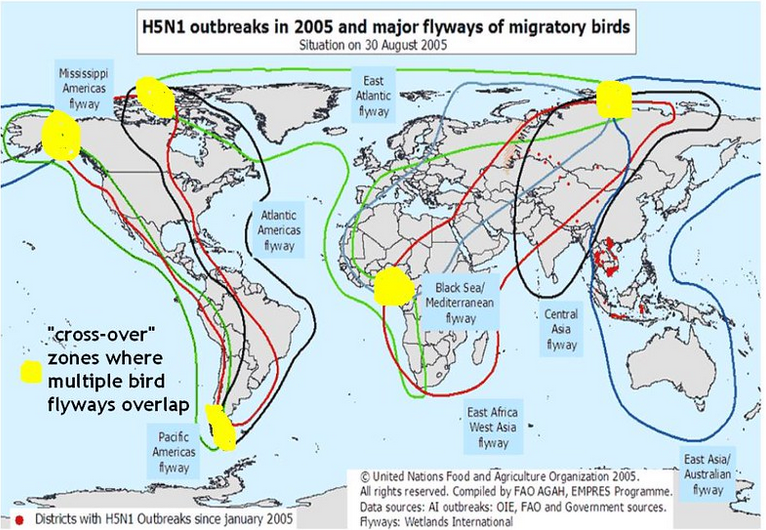 H5N1 outbreaks in 2005 and major flyways of migratory birds
Situation on 30 August 2005
Mississippi
Americas
flyway
East
Atlantic
flyway
Atlantic
Americas
flyway
Black Sea/
Mediterranean
flyway
Central
Asia
flyway
"cross-over"
zones where
multiple bird
flyways overlap
East Africa
West Asia
flyway
Pacific
Americas
flyway
East Asia/
Australian
flyway
© United Nations Food and Agriculture Organization 2005.
All rights reserved. Compiled by FAO AGAH, EMPRES Programme.
Data sources: AI outbreaks: OIE, FAO and Government sources.
Flyways: Wetlands International
Districts with H5N1 Outbreaks since January 2005